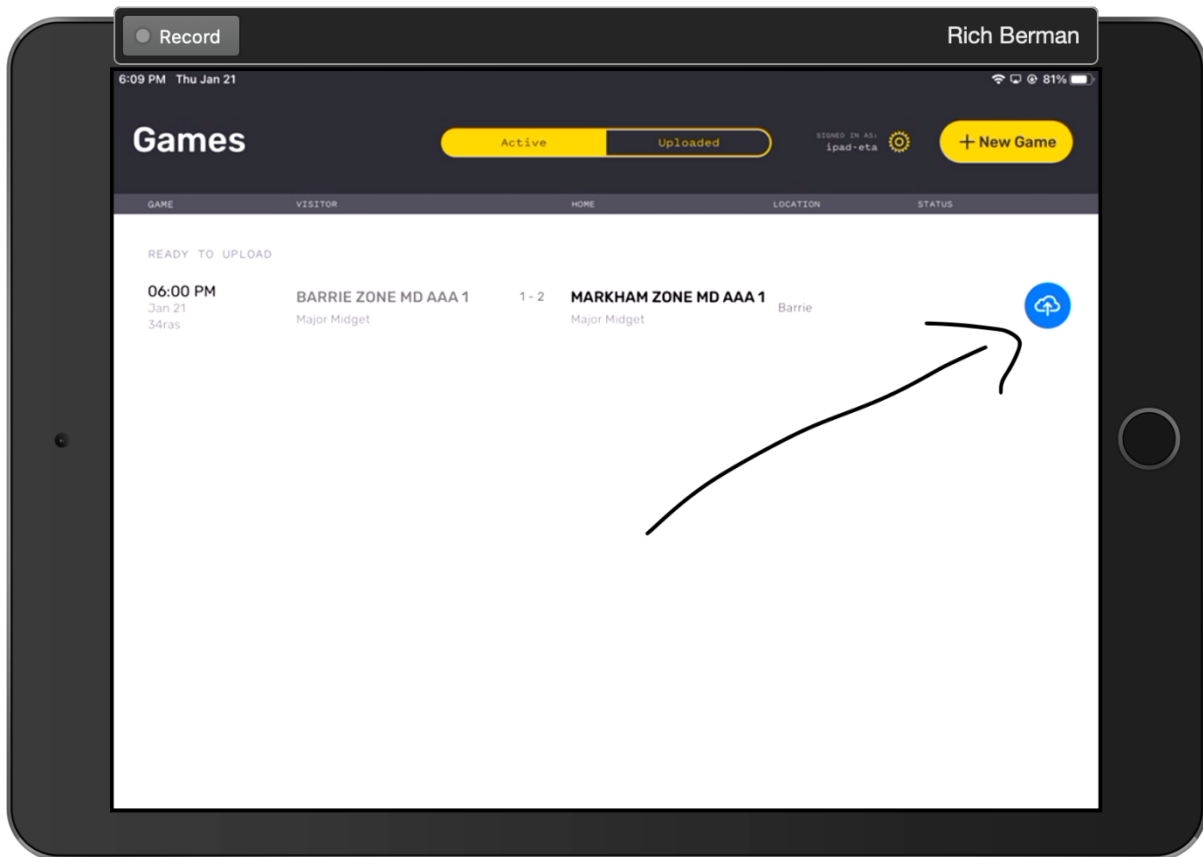 Record
Rich Berman
6:09 PM Thu Jan 21
81%
Games
Active
Uploaded
SIGNED IN AS:
ipad-eta
+ New Game
GAME
VISITOR
HOME
LOCATION
STATUS
READY TO UPLOAD
06:00 PM
Jan 21
34ras
BARRIE ZONE MD AAA 1
Major Midget
1 - 2
MARKHAM ZONE MD AAA 1
Major Midget
Barrie